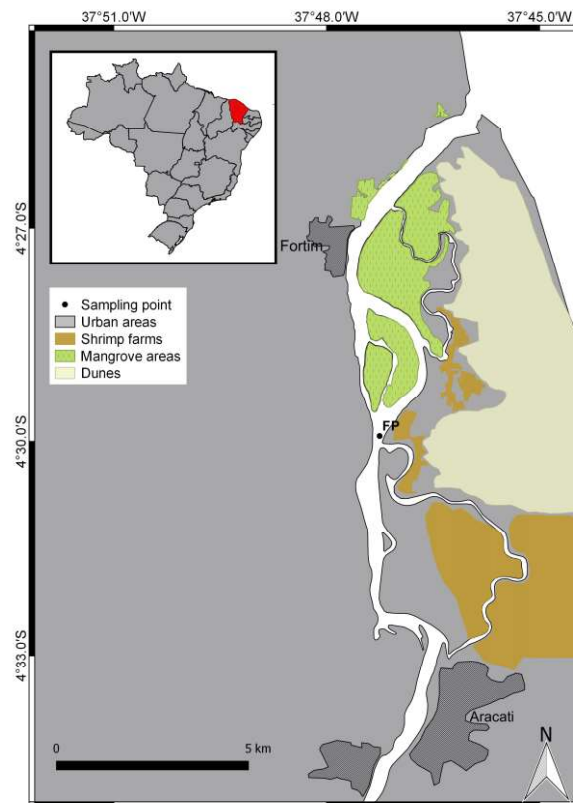 37°51.0'W 37°48.0'W 37°45.0'W
4°27.0'S
Fortim
Sampling point
Urban areas
Shrimp farms
Mangrove areas
Dunes
FP
4°30.0'S
4°33.0'S
Aracati
0 5 km
N